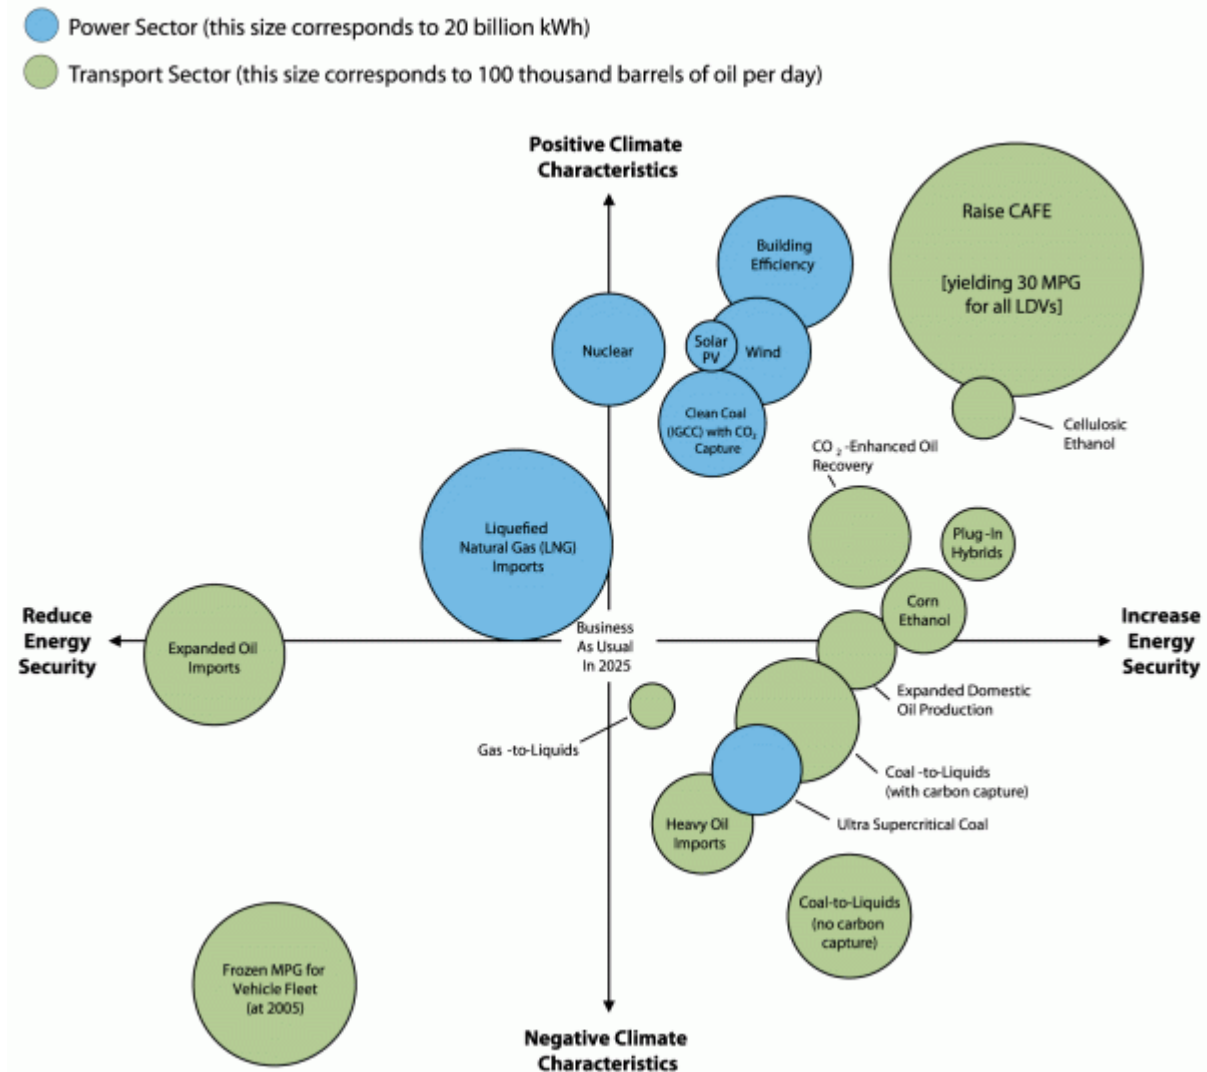 Power Sector (this size corresponds to 20 billion kWh)
Transport Sector (this size corresponds to 100 thousand barrels of oil per day)
Positive Climate
Characteristics
Raise CAFE
[yielding 30 MPG
for all LDVs]
Building
Efficiency
Nuclear
Solar
PV
Wind
Clean Coal
(IGCC) with CO2
Capture
Cellosic
Ethanol
CO2-Enhanced Oil
Recovery
Plug-In
Hybrids
Liquefied
Natural Gas (LNG)
Imports
Corn
Ethanol
Reduce
Energy
Security
Expanded Oil
Imports
Business
As Usual
In 2025
Increase
Energy
Security
Expanded Domestic
Oil Production
Gas-to-Liquids
Coal-to-Liquids
(with carbon capture)
Ultra Supercritical Coal
Heavy Oil
Imports
Coal-to-Liquids
(no carbon
capture)
Frozen MPG for
Vehicle Fleet
(at 2005)
Negative Climate
Characteristics